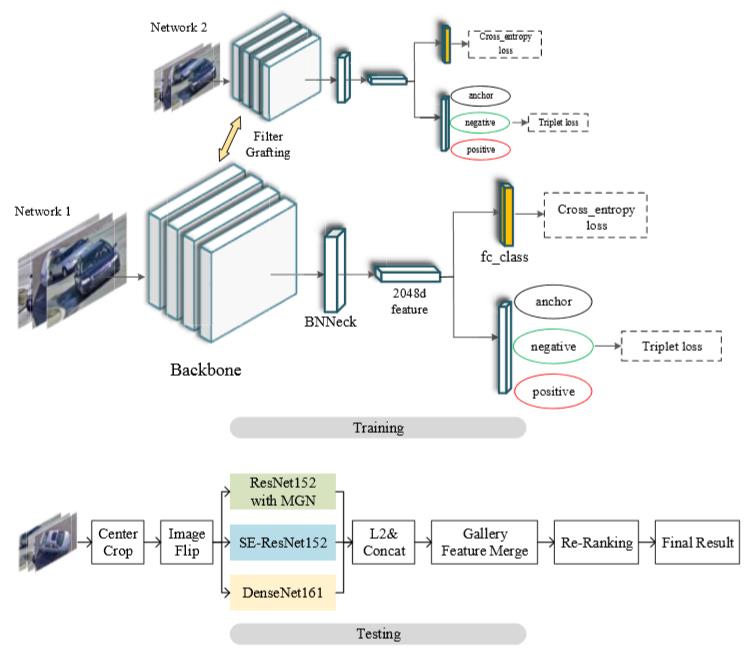 Network 2
Cross_entropy
loss
anchor
negative
Triplet loss
positive
Filter
Grafting
Network 1
Cross_entropy
loss
fc_class
BNNeck
2048d
feature
anchor
negative
Triplet loss
positive
Backbone
Training
ResNet152
with MGN
Center
Crop
Image
Flip
SE-ResNet152
L2&
Concat
Gallery
Feature Merge
Re-Ranking
Final Result
DenseNet161
Testing